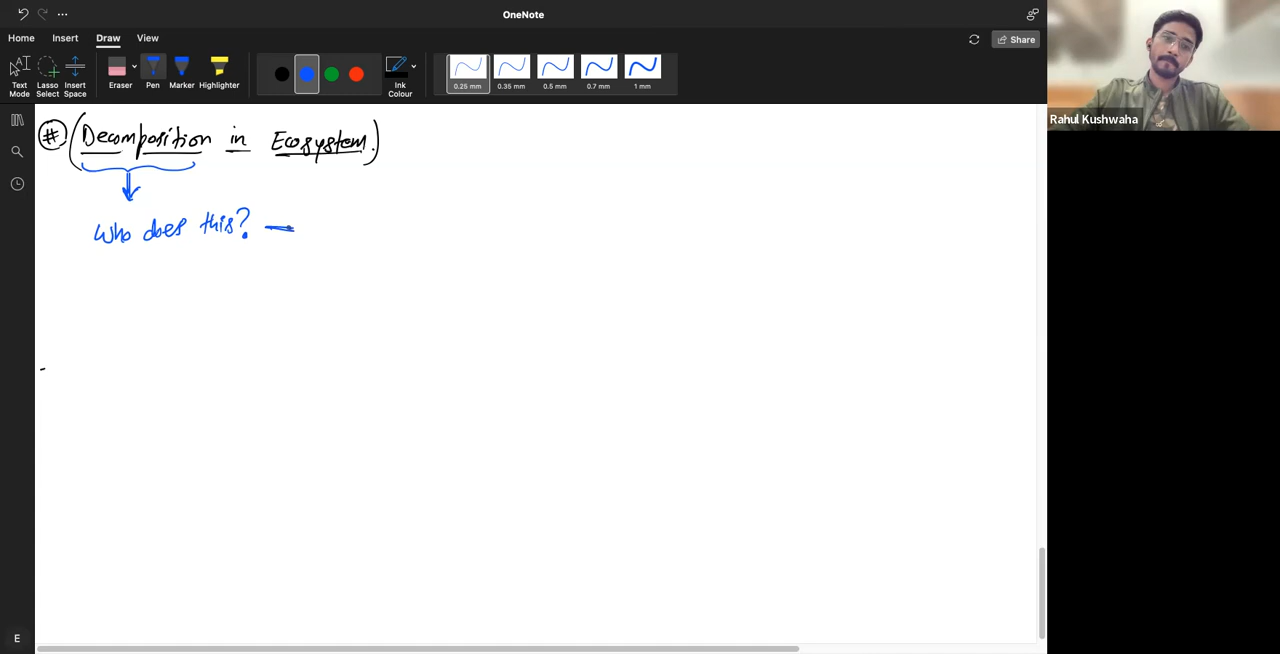 OneNote
Home Insert Draw View
Share
Text Mode
Lasso Select
Insert Space
Eraser
Pen
Marker
Highlighter
Ink Colour
0.25 mm
0.35 mm
0.5 mm
0.7 mm
1 mm
Rahul Kushwaha
# (Decomposition in Ecosystem.)
Who does this? —
E